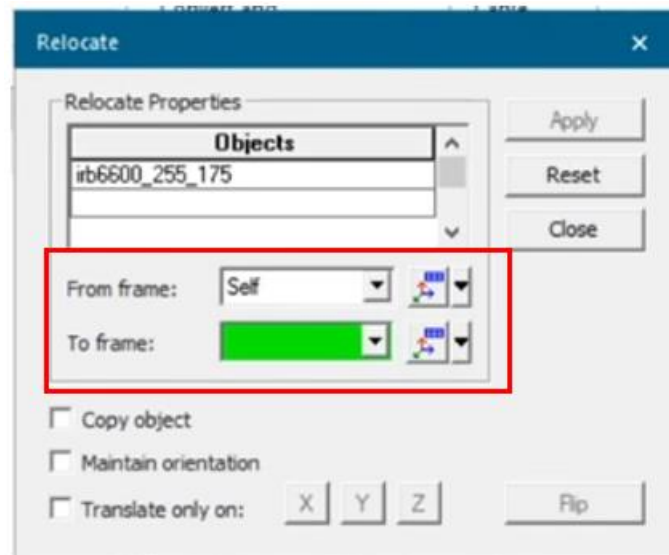 Relocate
Relocate Properties
Objects
irb6600_255_175
Apply
Reset
Close
From frame: Self
To frame:
Copy object
Maintain orientation
Translate only on: X Y Z
Flip